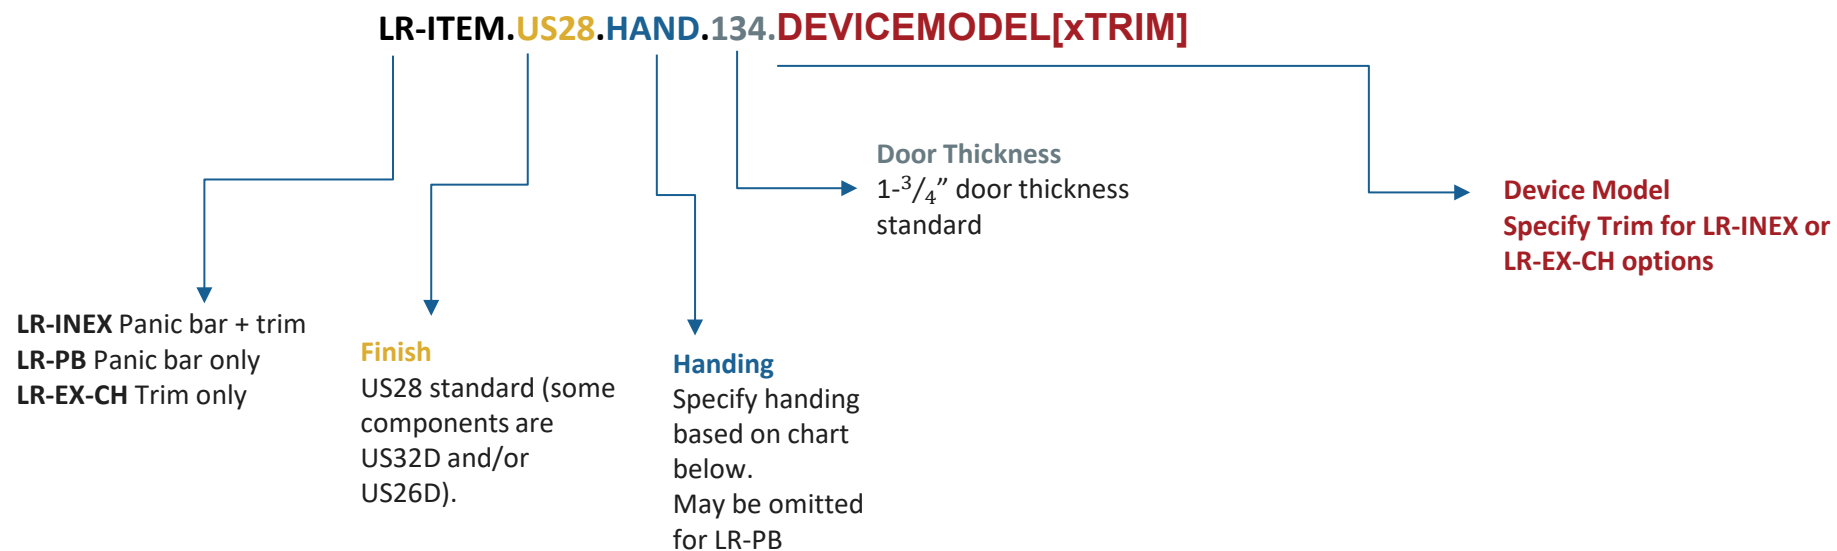 LR-ITEM.US28.HAND.134.DEVICEMODEL[xTRIM]
Door Thickness
1-3/4” door thickness
standard
Device Model
Specify Trim for LR-INEX or
LR-EX-CH options
LR-INEX Panic bar + trim
LR-PB Panic bar only
LR-EX-CH Trim only
Finish
US28 standard (some
components are
US32D and/or
US26D).
Handing
Specify handing
based on chart
below.
May be omitted
for LR-PB